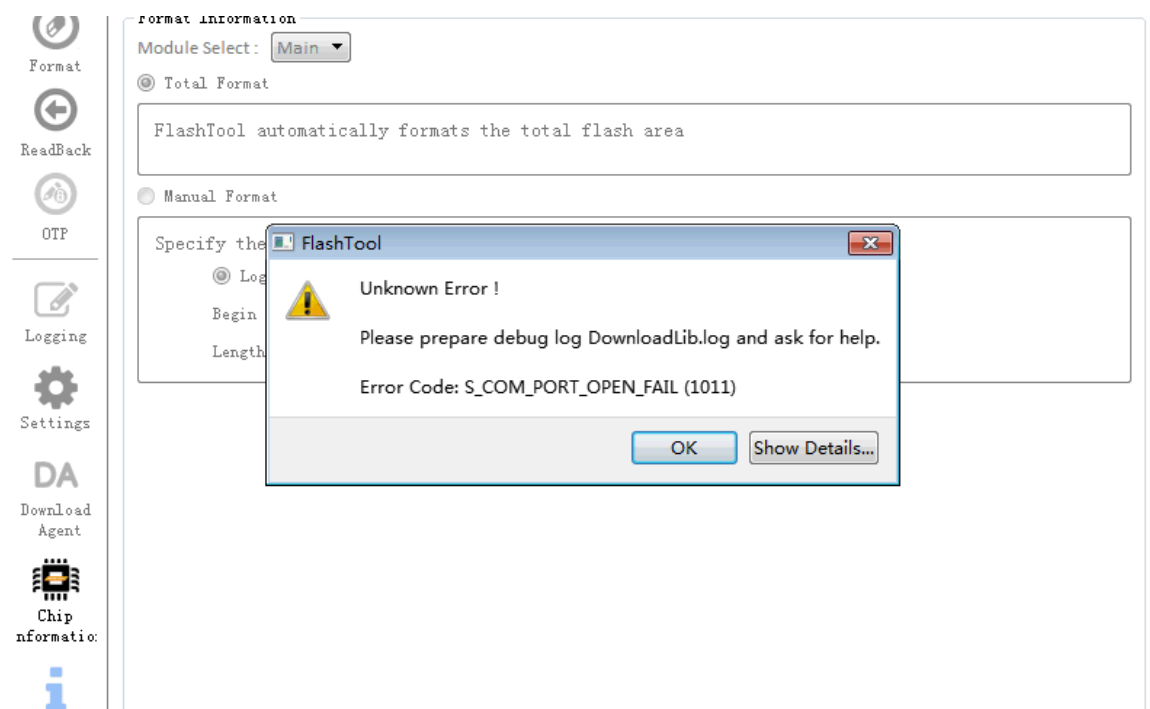 Format Information
Format
Module Select : Main
Total Format
ReadBack
FlashTool automatically formats the total flash area
Manual Format
OTP
Specify the
FlashTool
Log
Unknown Error !
Begin
Logging
Please prepare debug log DownloadLib.log and ask for help.
Length
Error Code: S_COM_PORT_OPEN_FAIL (1011)
Settings
OK
Show Details...
DA
Download
Agent
Chip
nformatio